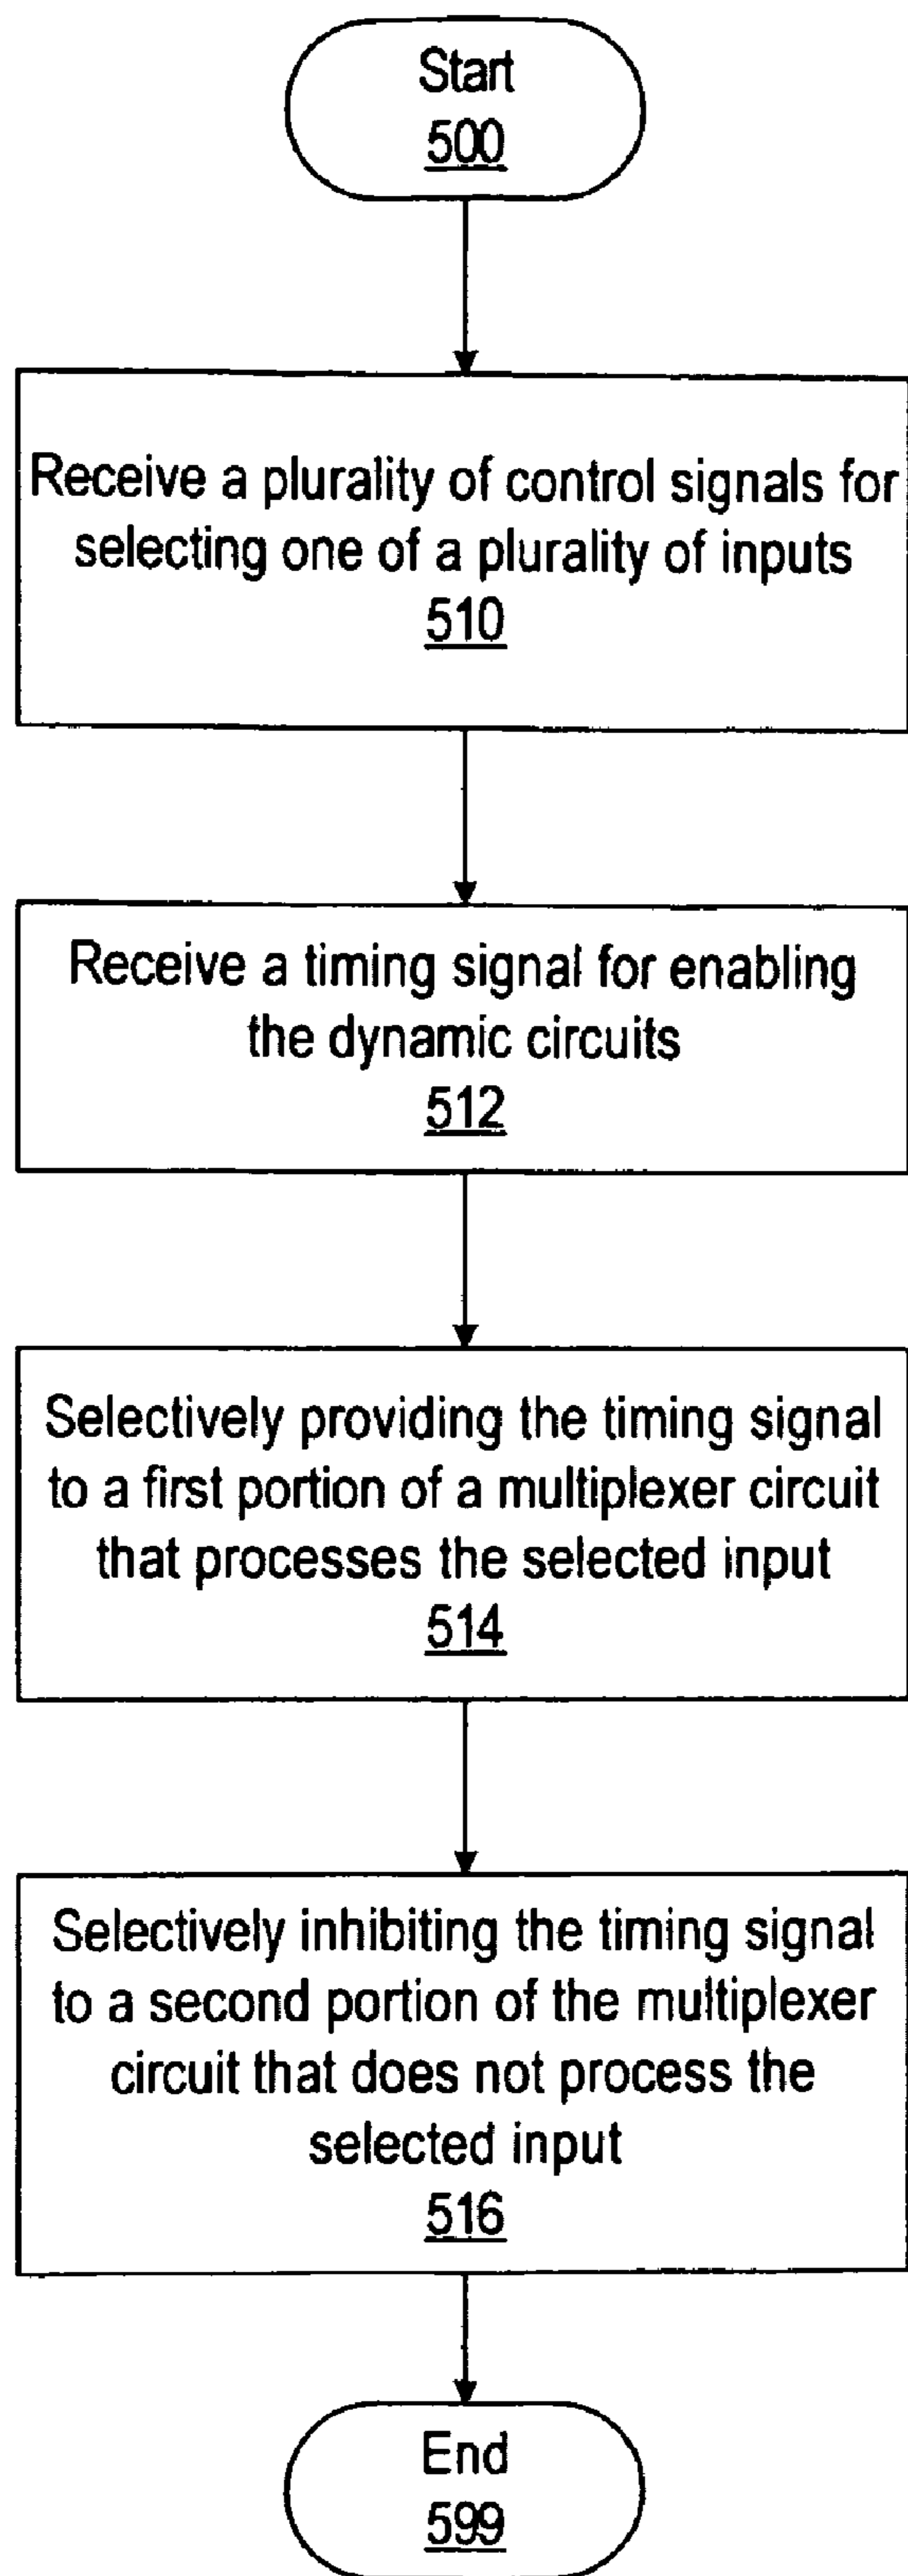 Start
500
Receive a plurality of control signals for
selecting one of a plurality of inputs
510
Receive a timing signal for enabling
the dynamic circuits
512
Selectively providing the timing signal
to a first portion of a multiplexer circuit
that processes the selected input
514
Selectively inhibiting the timing signal
to a second portion of the multiplexer
circuit that does not process the
selected input
516
End
599